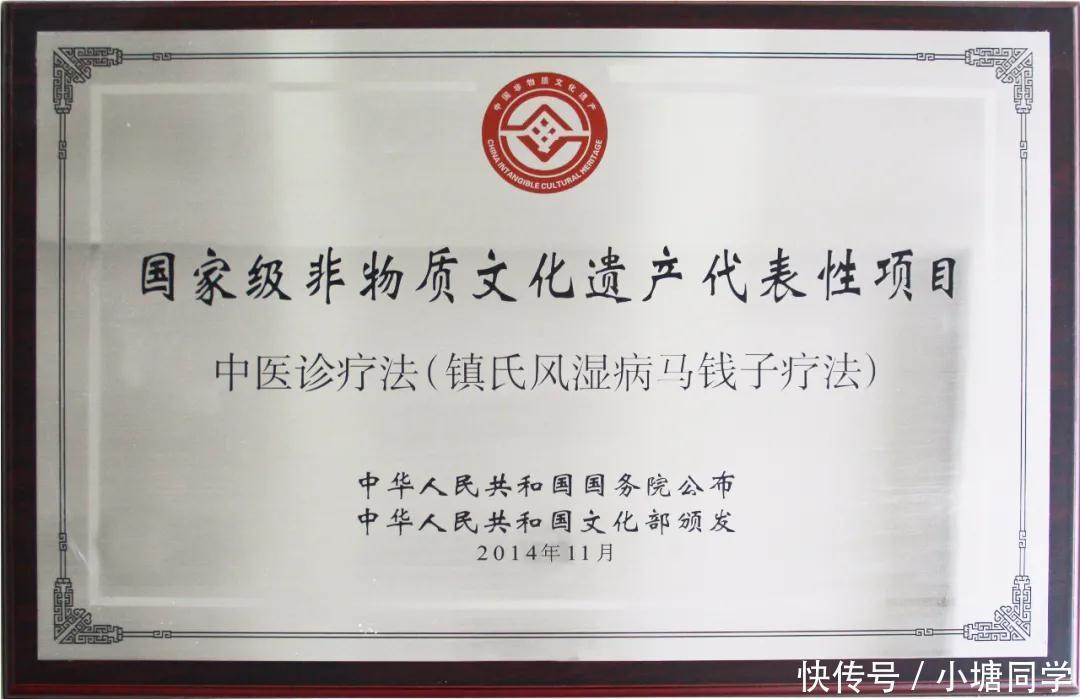 中国非物质文化遗产
CHINA INTANGIBLE CULTURAL HERITAGE
国家级非物质文化遗产代表性项目
中医诊疗法(镇氏风湿病马钱子疗法)
中华人民共和国国务院公布
中华人民共和国文化部颁发
2014年11月
快传号 / 小塘同学